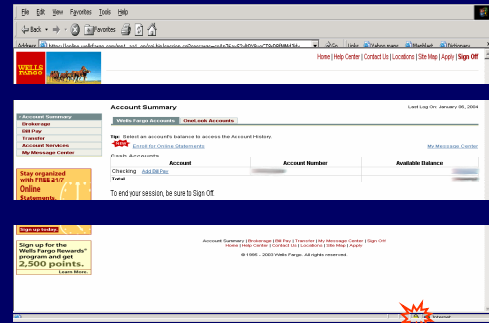 File Edit View Favorites Tools Help
Back Favorites
Address Go Links Yahoo maps Dictionary
Home | Help Center | Contact Us | Locations | Site Map | Apply | Sign Off
WELLS
FARGO
Account Summary Last Log On: January 06, 2004
Account Summary
Brokerage
Bill Pay
Transfer
Account Services
My Message Center
Wells Fargo Accounts OneLook Accounts
Tip: Select an account's balance to access the Account History.
Enroll for Online Statements My Message Center
Cash Accounts
Account Account Number Available Balance
Checking Add Bill Pay
Total
To end your session, be sure to Sign Off.
Stay organized
with FREE 24/7
Online
Statements.
Sign up today.
Sign up for the
Wells Fargo Rewards®
program and get
2,500 points.
Learn More.
Account Summary | Brokerage | Bill Pay | Transfer | My Message Center | Sign Off
Home | Help Center | Contact Us | Locations | Site Map | Apply
© 1995 – 2003 Wells Fargo. All rights reserved.
Internet